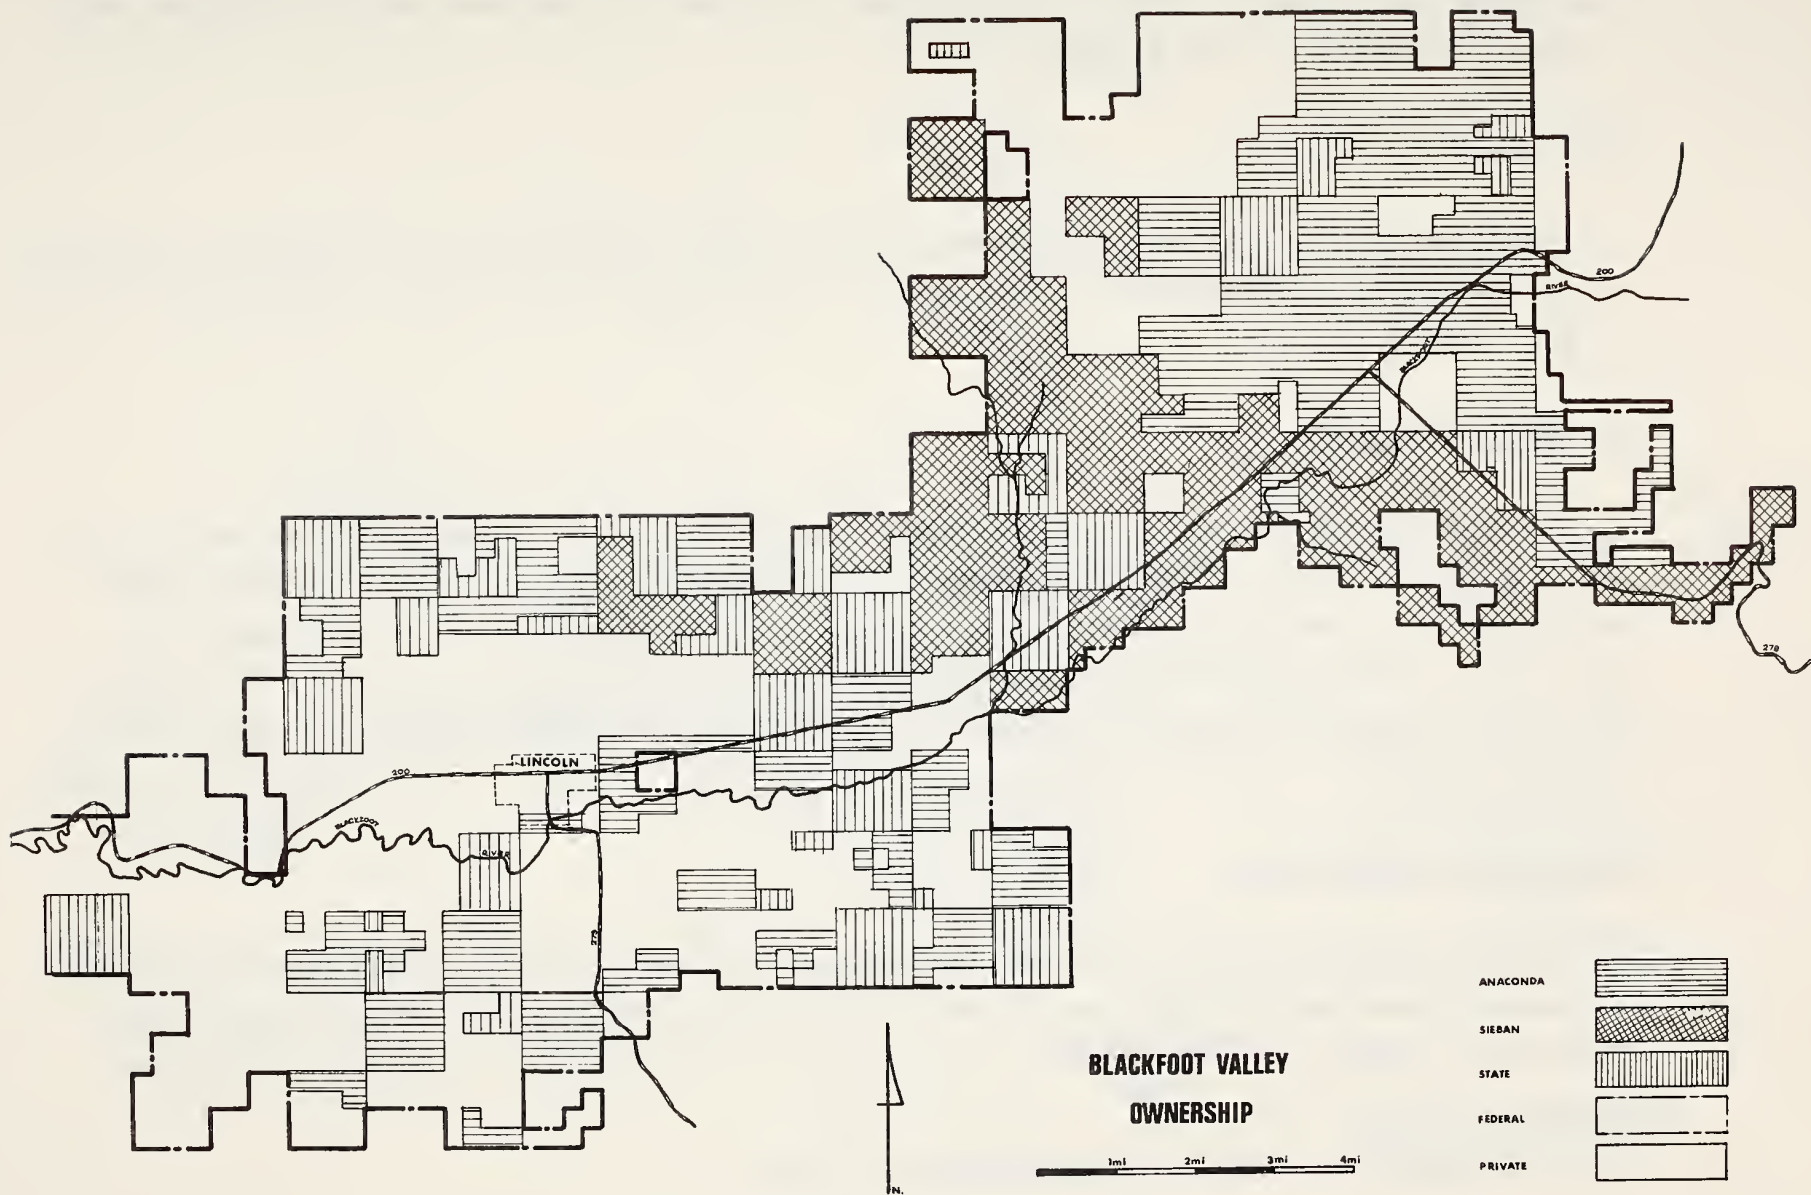 200
RIVER
BLACKFOOT
279
LINCOLN
200
BLACKFOOT
RIVER
279
BLACKFOOT VALLEY
OWNERSHIP
1mi 2mi 3mi 4mi
N.
ANACONDA
SIEBAN
STATE
FEDERAL
PRIVATE